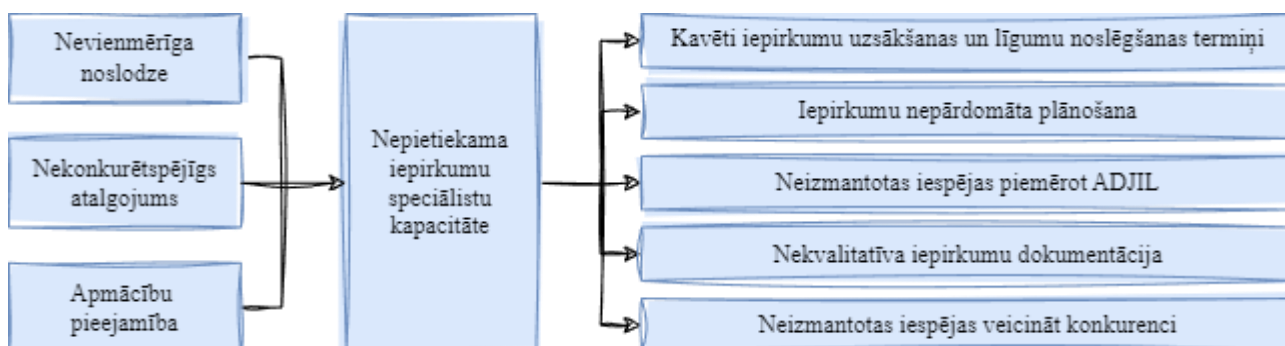 Nevienmērīga
noslodze
Nekonkurētspējīgs
atalgojums
Apmācību
pieejamība
Nepietiekama
iepirkumu
speciālistu
kapacitāte
Kavēti iepirkumu uzsākšanas un līgumu noslēgšanas termiņi
Iepirkumu nepārdomāta plānošana
Neizmantotas iespējas piemērot ADJIL
Nekvalitatīva iepirkumu dokumentācija
Neizmantotas iespējas veicināt konkurenci